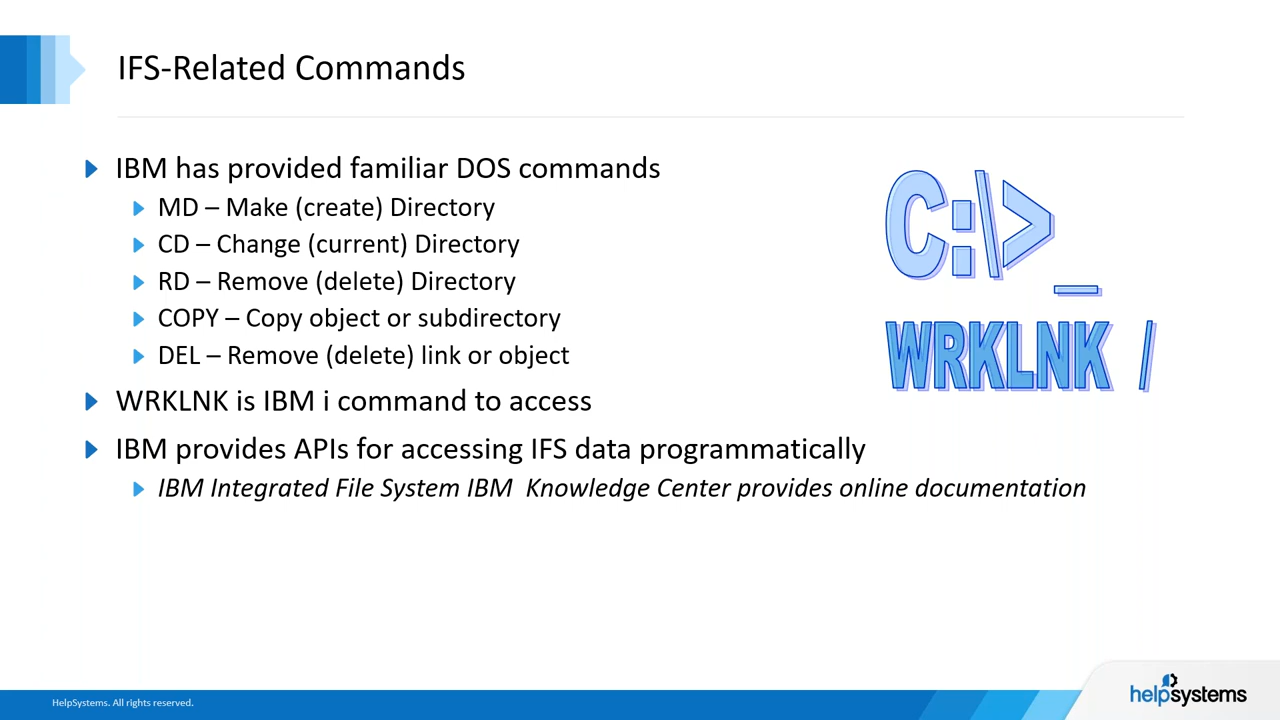 IFS-Related Commands
IBM has provided familiar DOS commands
MD – Make (create) Directory
CD – Change (current) Directory
RD – Remove (delete) Directory
COPY – Copy object or subdirectory
DEL – Remove (delete) link or object
WRKLNK is IBM i command to access
IBM provides APIs for accessing IFS data programmatically
IBM Integrated File System IBM  Knowledge Center provides online documentation
C:\>_
WRKLNK /
HelpSystems. All rights reserved.
helpsystems